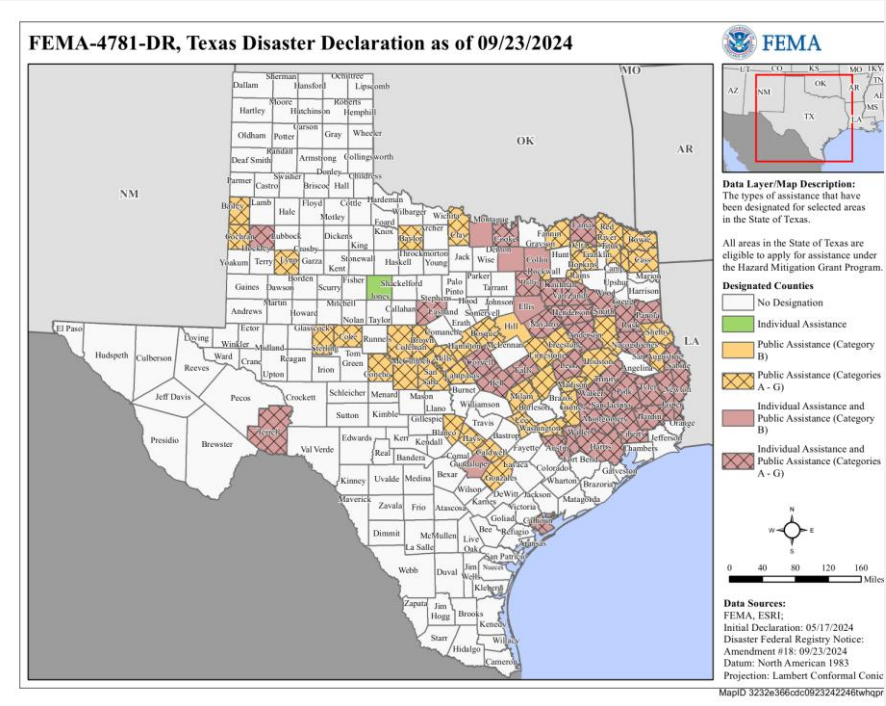 FEMA-4781-DR, Texas Disaster Declaration as of 09/23/2024
FEMA
MO
OK
AR
NM
LA
UT CO KS MO KY
AZ NM OK AR TN
TX LA MS AL
Sherman Ochiltree
Dallam Hansford Lipscomb
Moore Roberts
Hartley Hutchinson Hemphill
Carson
Oldham Potter Gray Wheeler
Randall
Deaf Smith Armstrong Collingsworth
Donley
Parmer Swisher Childress
Castro Briscoe Hall
Bailey Lamb Floyd Cottle Hardeman
Hale Motley Foard Wilbarger Wichita
Cochran Hockley Lubbock Crosby Dickens King Knox Baylor Archer Clay Montague Cooke Grayson Fannin Lamar Red River Bowie
Yoakum Terry Lynn Garza Kent Stonewall Haskell Throckmorton Young Jack Wise Denton Collin Hunt Delta Hopkins Franklin Titus Cass
Gaines Dawson Borden Scurry Fisher Jones Shackelford Stephens Palo Pinto Parker Tarrant Rockwall Rains Camp Upshur Marion Harrison
Andrews Martin Howard Mitchell Nolan Taylor Callahan Eastland Erath Hood Johnson Ellis Henderson Smith Rusk Panola
El Paso Hudspeth Culberson Reeves Loving Winkler Ector Midland Glasscock Sterling Coke Runnels Coleman Brown Comanche Somervell Bosque Hill Navarro Anderson Shelby
Ward Crane Upton Reagan Irion Tom Green Concho McCulloch San Saba Mills Hamilton McLennan Limestone Freestone Leon Houston Nacogdoches San Augustine Sabine
Jeff Davis Pecos Crockett Schleicher Menard Mason Lampasas Coryell Bell Falls Milam Madison Angelina
Presidio Brewster Terrell Sutton Kimble Llano Burnet Williamson Burleson Brazos Walker Polk Tyler Newton
Val Verde Edwards Kerr Gillespie Blanco Hays Travis Bastrop Lee Washington Montgomery Hardin Orange
Real Bandera Kendall Comal Caldwell Fayette Austin Waller Harris Liberty Jefferson Chambers
Kinney Uvalde Medina Bexar Guadalupe Gonzales Lavaca Colorado Fort Bend Galveston
Maverick Zavala Frio Atascosa Wilson Karnes DeWitt Jackson Wharton Brazoria Matagorda
Dimmit La Salle McMullen Live Oak Bee Goliad Victoria Refugio Calhoun Aransas
Webb Duval Jim Wells San Patricio Nueces Kleberg
Zapata Jim Hogg Brooks Kenedy
Starr Hidalgo Willacy Cameron
Data Layer/Map Description:
The types of assistance that have
been designated for selected areas
in the State of Texas.
All areas in the State of Texas are
eligible to apply for assistance under
the Hazard Mitigation Grant Program.
Designated Counties
No Designation
Individual Assistance
Public Assistance (Category
B)
Public Assistance (Categories
A - G)
Individual Assistance and
Public Assistance (Category
B)
Individual Assistance and
Public Assistance (Categories
A - G)
N
W E
S
0 40 80 120 160
Miles
Data Sources:
FEMA, ESRI;
Initial Declaration: 05/17/2024
Disaster Federal Registry Notice:
Amendment #18: 09/23/2024
Datum: North American 1983
Projection: Lambert Conformal Conic
MapID 3232e366cdc0923242246twhqpr